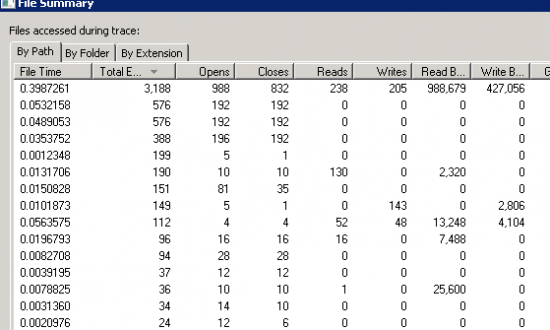 File Summary
Files accessed during trace:
By Path By Folder By Extension
File Time Total E... Opens Closes Reads Writes Read B... Write B... G
0.3987261 3,188 988 832 238 205 988,679 427,056
0.0532158 576 192 192 0 0 0 0
0.0489053 576 192 192 0 0 0 0
0.0353752 388 196 192 0 0 0 0
0.0012348 199 5 1 0 0 0 0
0.0131706 190 10 10 130 0 2,320 0
0.0150828 151 81 35 0 0 0 0
0.0101873 149 5 1 0 143 0 2,806
0.0563575 112 4 4 52 48 13,248 4,104
0.0196793 96 16 16 16 0 7,488 0
0.0082708 94 28 28 0 0 0 0
0.0039195 37 12 12 0 0 0 0
0.0078825 36 10 10 1 0 25,600 0
0.0031360 34 14 10 0 0 0 0
0.0020976 24 12 6 0 0 0 0